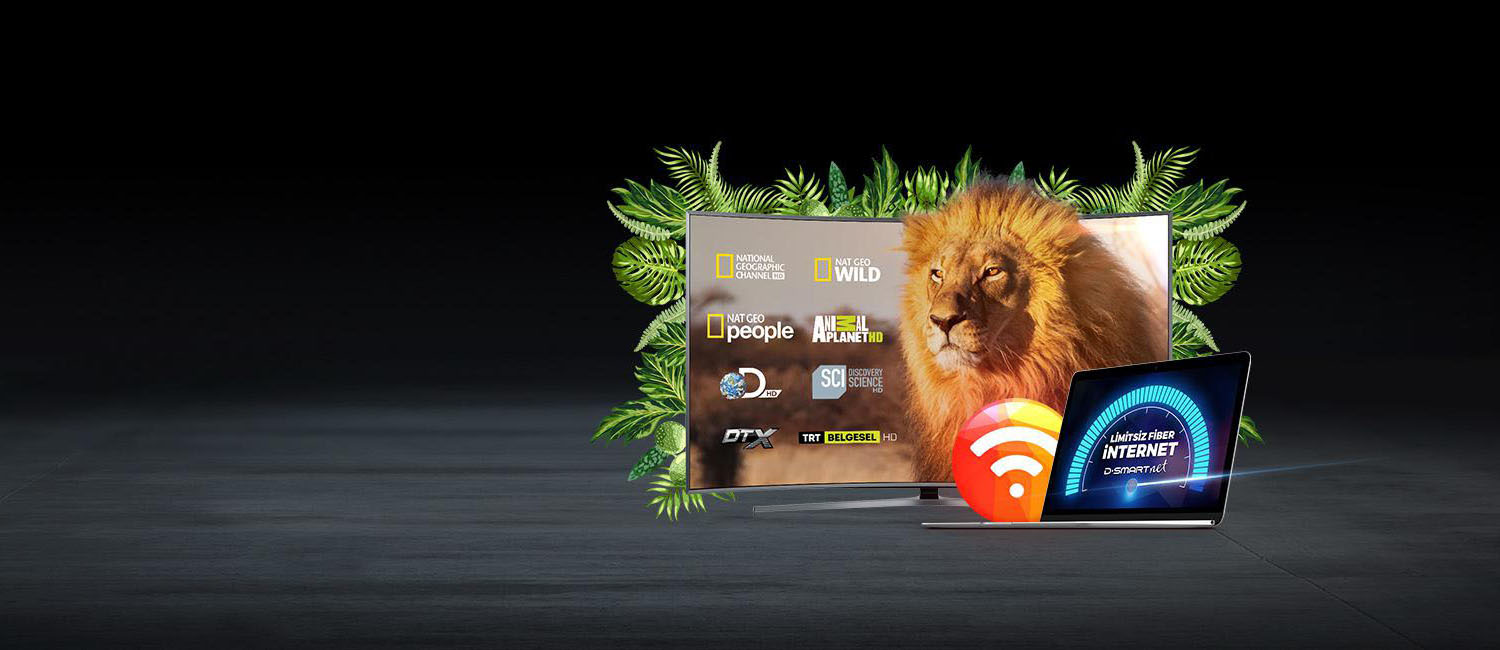 NATIONAL
GEOGRAPHIC
CHANNEL HD
NAT GEO
WILD
NAT GEO
people
ANIMAL
PLANET HD
D HD
SCI DISCOVERY
SCIENCE
HD
DTX
TRT BELGESEL HD
LİMİTSİZ FİBER
İNTERNET
D-SMART net